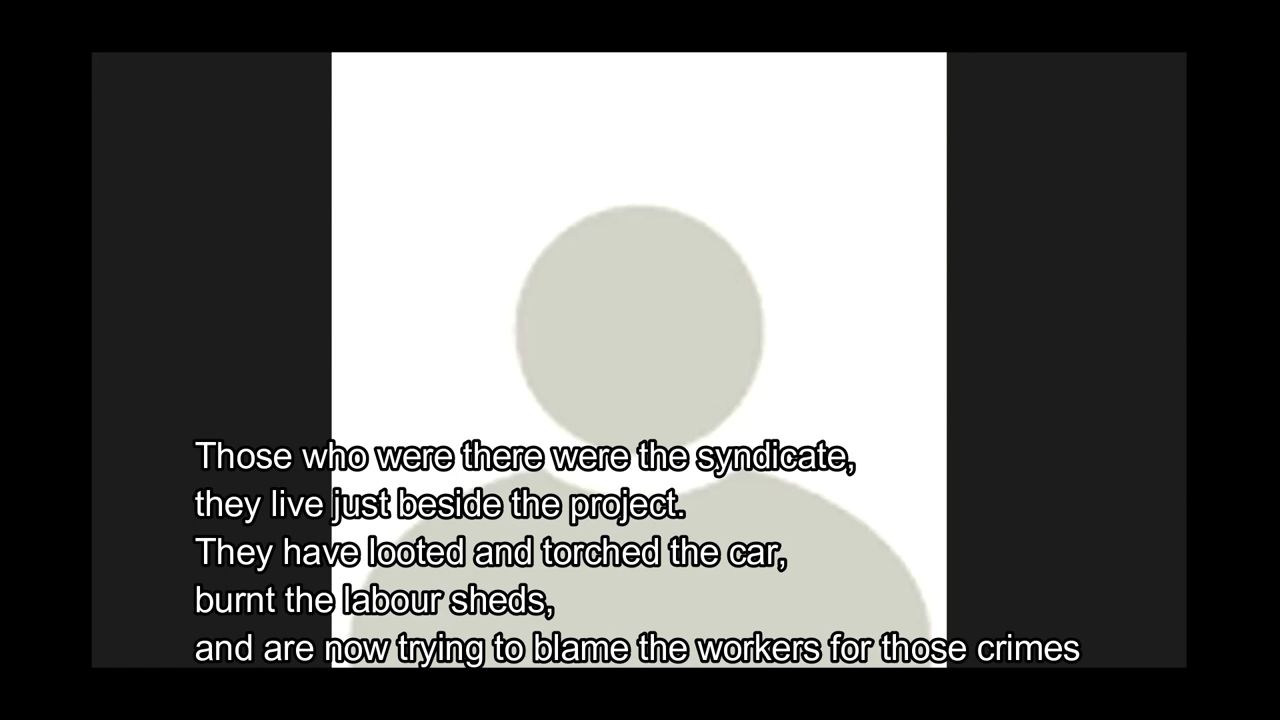 Those who were there were the syndicate,
they live just beside the project.
They have looted and torched the car,
burnt the labour sheds,
and are now trying to blame the workers for those crimes